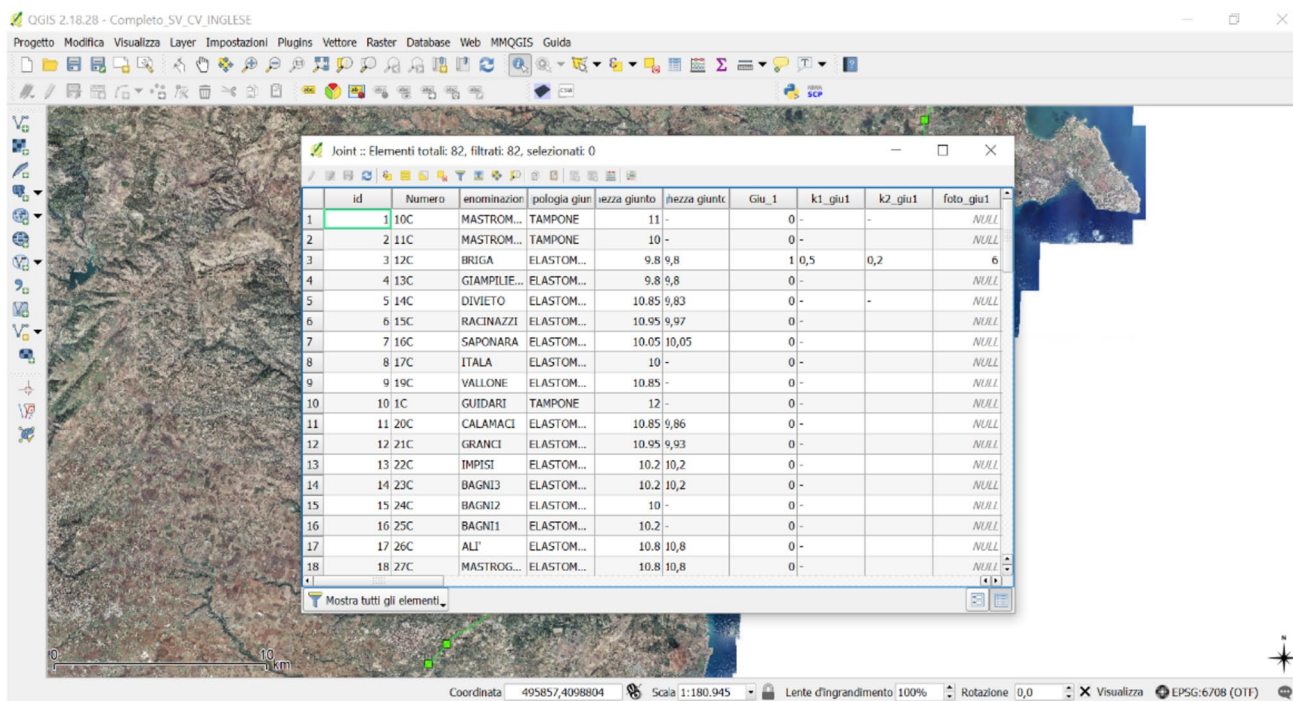 QGIS 2.18.28 - Completo_SV_CV_INGLESE
Progetto Modifica Visualizza Layer Impostazioni Plugins Vettore Raster Database Web MMQGIS Guida
CSW SCP
Joint :: Elementi totali: 82, filtrati: 82, selezionati: 0
id Numero enominazion pologia giun ezza giunto hezza giuntc Giu_1 k1_giu1 k2_giu1 foto_giu1
1 1 10C MASTROM... TAMPONE 11 - 0 - - NULL
2 2 11C MASTROM... TAMPONE 10 - 0 - NULL
3 3 12C BRIGA ELASTOM... 9.8 9,8 1 0,5 0,2 6
4 4 13C GIAMPILIE... ELASTOM... 9.8 9,8 0 - NULL
5 5 14C DIVIETO ELASTOM... 10.85 9,83 0 - - NULL
6 6 15C RACINAZZI ELASTOM... 10.95 9,97 0 - NULL
7 7 16C SAPONARA ELASTOM... 10.05 10,05 0 - NULL
8 8 17C ITALA ELASTOM... 10 - 0 - NULL
9 9 19C VALLONE ELASTOM... 10.85 - 0 - NULL
10 10 1C GUIDARI TAMPONE 12 - 0 - NULL
11 11 20C CALAMACI ELASTOM... 10.85 9,86 0 - NULL
12 12 21C GRANCI ELASTOM... 10.95 9,93 0 - NULL
13 13 22C IMPISI ELASTOM... 10.2 10,2 0 - NULL
14 14 23C BAGNI3 ELASTOM... 10.2 10,2 0 - NULL
15 15 24C BAGNI2 ELASTOM... 10 - 0 - NULL
16 16 25C BAGNI1 ELASTOM... 10.2 - 0 - NULL
17 17 26C ALI' ELASTOM... 10.8 10,8 0 - NULL
18 18 27C MASTROG... ELASTOM... 10.8 10,8 0 - NULL
Mostra tutti gli elementi
0 10 km
N
Coordinata 495857,4098804 Scala 1:180.945 Lente d'ingrandimento 100% Rotazione 0,0 Visualizza EPSG:6708 (OTF)